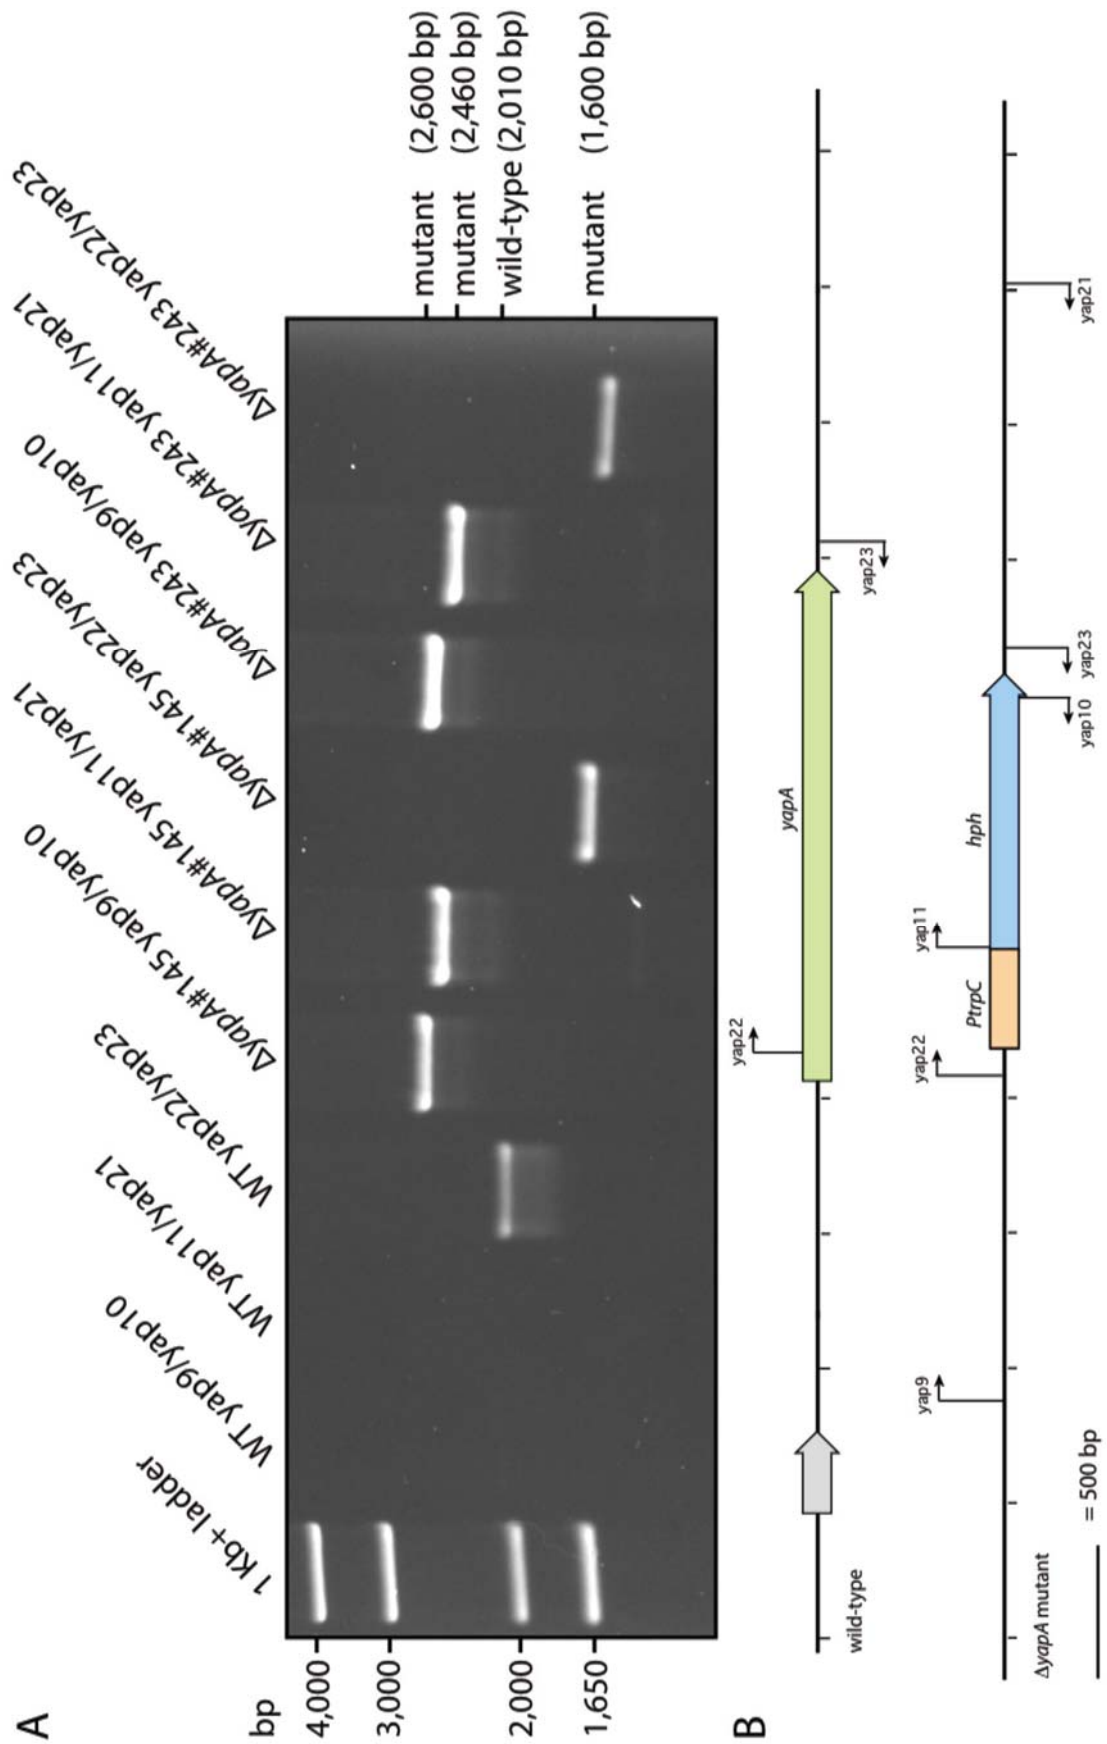 A
1 Kb+ ladder
WT yap9/yap10
WT yap11/yap21
WT yap22/yap23
ΔyapA#145 yap9/yap10
ΔyapA#145 yap11/yap21
ΔyapA#145 yap22/yap23
ΔyapA#243 yap9/yap10
ΔyapA#243 yap11/yap21
ΔyapA#243 yap22/yap23
bp
4,000
3,000
2,000
1,650
mutant (2,600 bp)
mutant (2,460 bp)
wild-type (2,010 bp)
mutant (1,600 bp)
B
yap22
yapA
yap23
wild-type
yap9
yap22
PtrpC
yap11
hph
yap10
yap23
yap21
ΔyapA mutant
= 500 bp